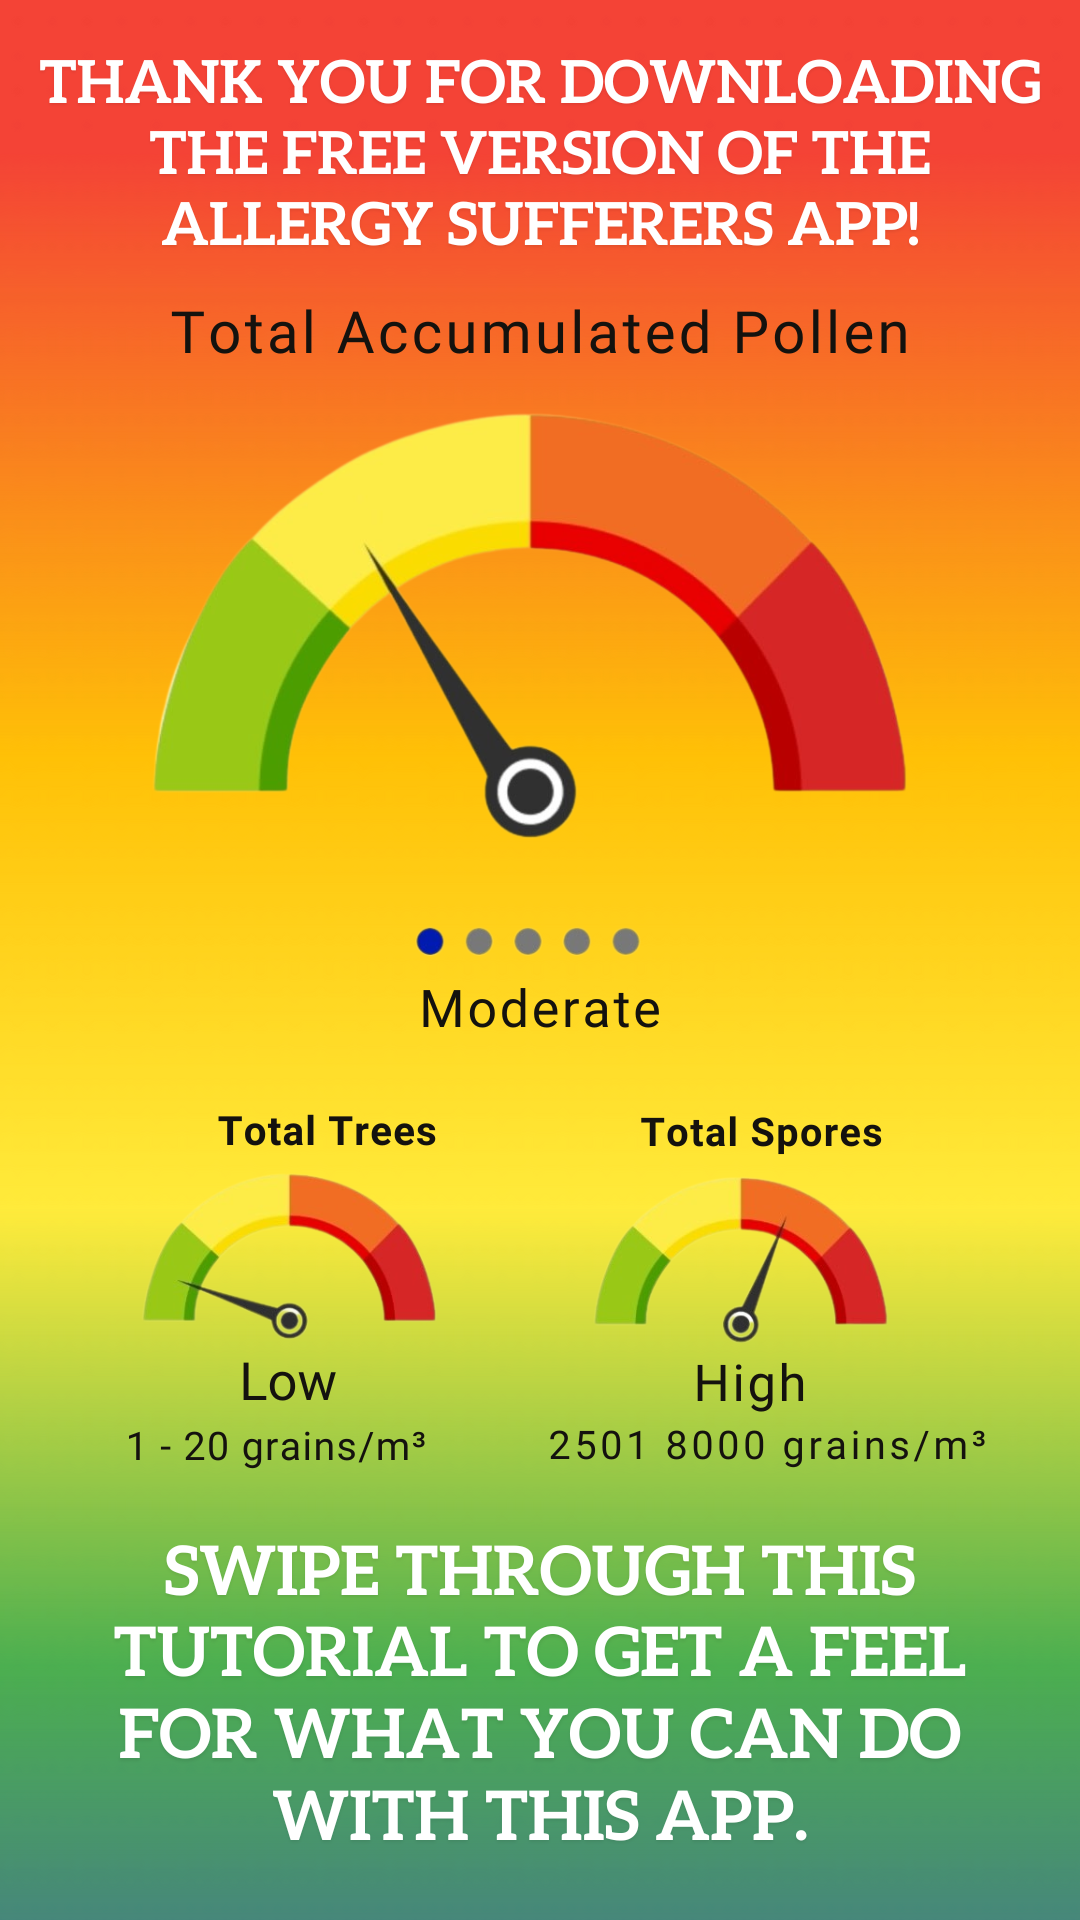 THANK YOU FOR DOWNLOADING
THE FREE VERSION OF THE
ALLERGY SUFFERERS APP!
Total Accumulated Pollen
Moderate
Total Trees
Total Spores
Low
High
1 - 20 grains/m³
2501 8000 grains/m³
SWIPE THROUGH THIS
TUTORIAL TO GET A FEEL
FOR WHAT YOU CAN DO
WITH THIS APP.